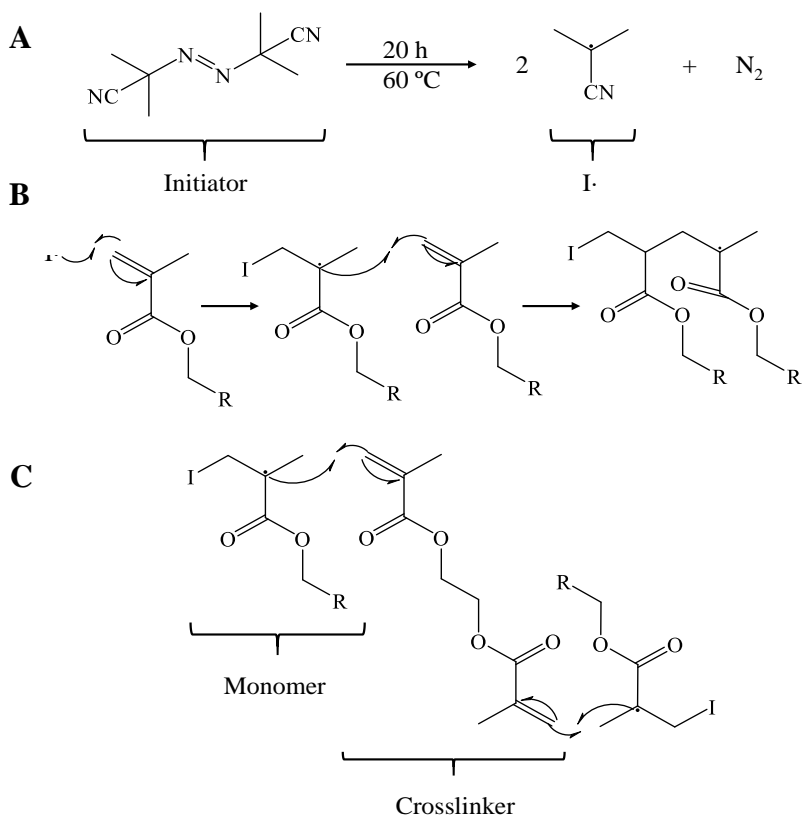 A
NC N N CN
20 h
60 ºC
2 CN + N₂
Initiator
I·
B
I I O
O O O O O O O
R R R R
C
I
O O O
O
R R
O O O O
I
Monomer
Crosslinker